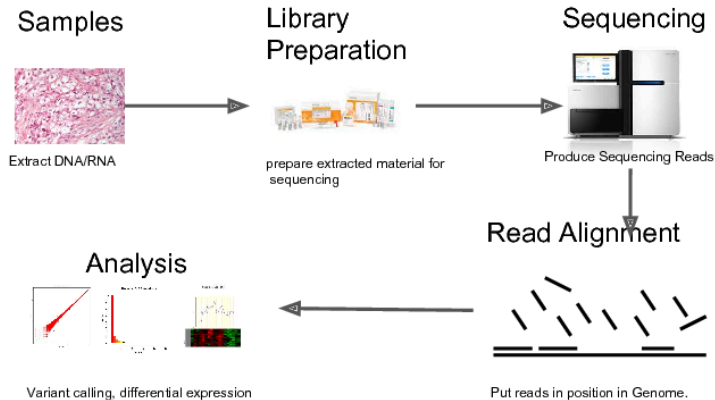 Samples
Library
Preparation
Sequencing
Extract DNA/RNA
prepare extracted material for
sequencing
Produce Sequencing Reads
Read Alignment
Analysis
Variant calling, differential expression
Put reads in position in Genome.